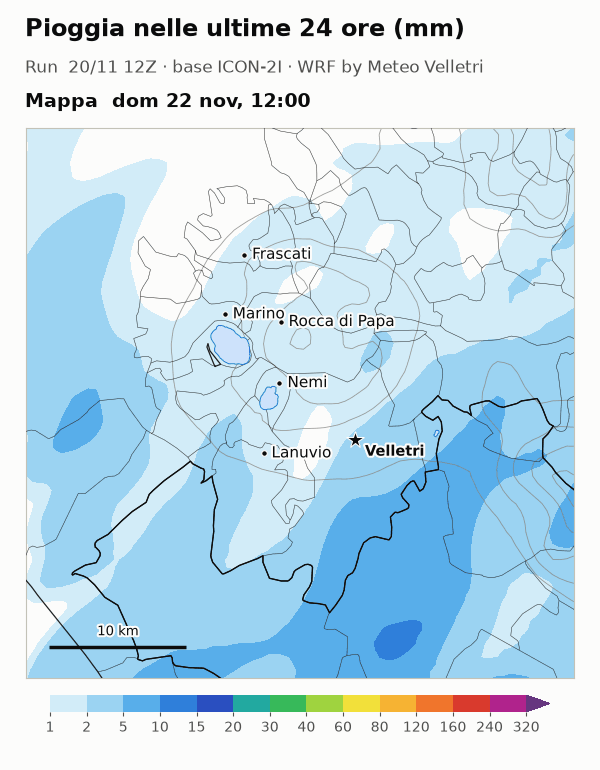 Pioggia nelle ultime 24 ore (mm)
Run  20/11 12Z · base ICON-2I · WRF by Meteo Velletri
Mappa  dom 22 nov, 12:00
Frascati
Marino
Rocca di Papa
Nemi
Velletri
Lanuvio
10 km
1 2 5 10 15 20 30 40 60 80 120 160 240 320